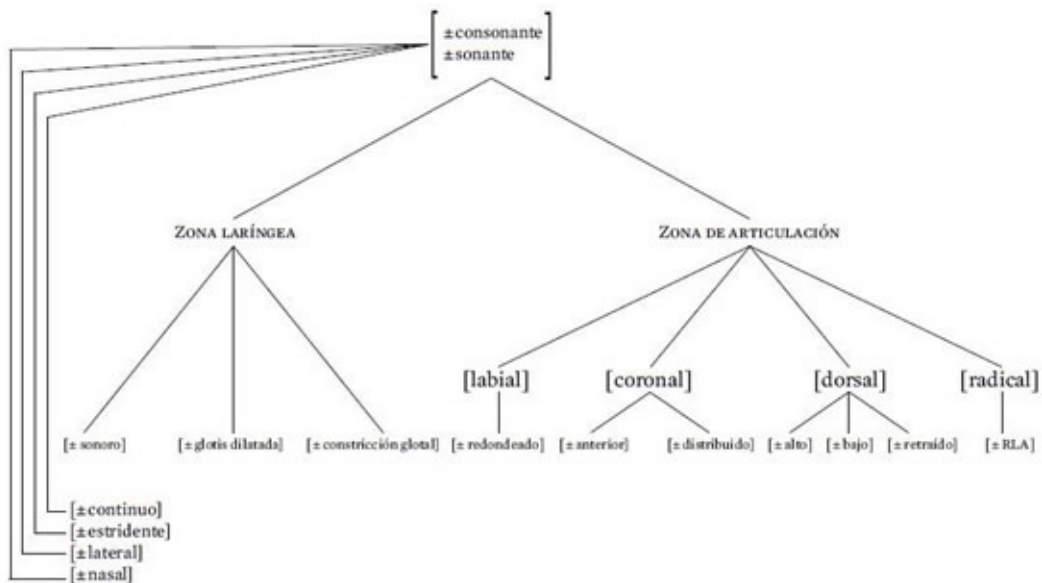 ±consonante
±sonante
ZONA LARÍNGEA
ZONA DE ARTICULACIÓN
[labial]
[coronal]
[dorsal]
[radical]
[± sonoro]
[± glotis dilatada]
[± constricción glotal]
[± redondeado]
[± anterior]
[± distribuido]
[± alto]
[± bajo]
[± retraído]
[± RLA]
[±continuo]
[±estridente]
[±lateral]
[±nasal]